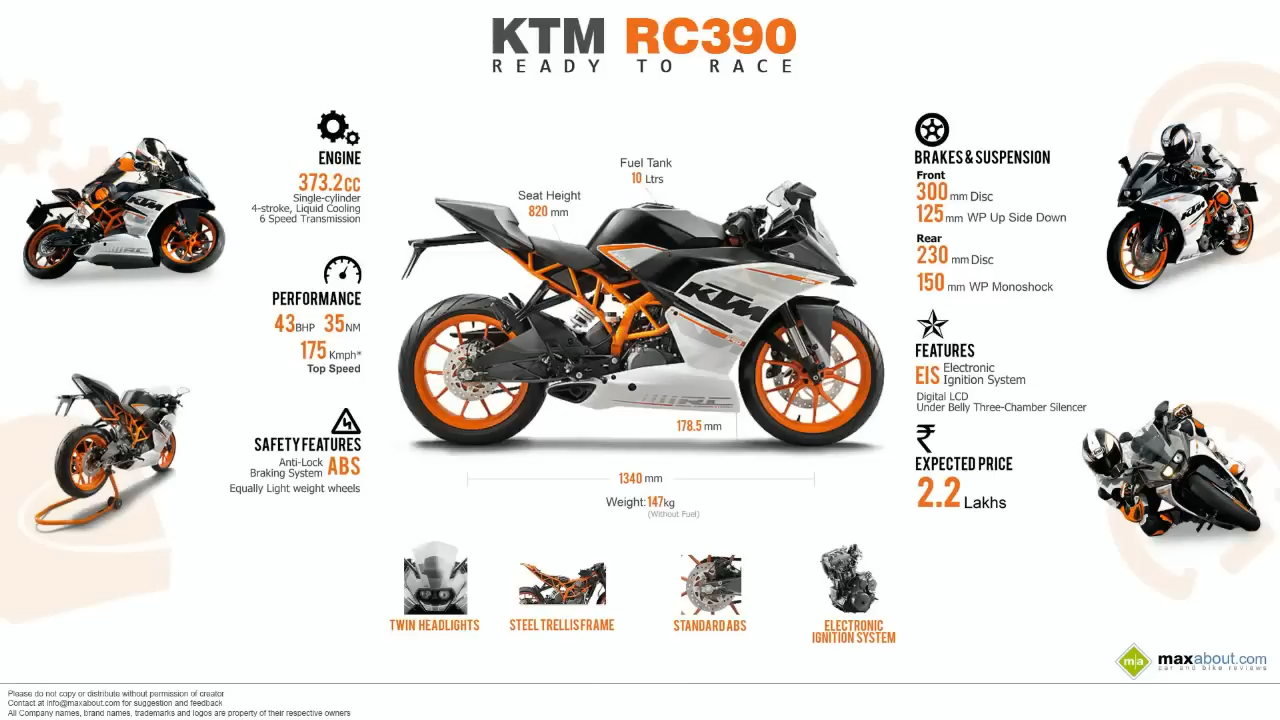 KTM RC390
READY TO RACE
ENGINE
373.2CC
Single-cylinder
4-stroke, Liquid Cooling
6 Speed Transmission
PERFORMANCE
43BHP 35NM
175 Kmph*
Top Speed
SAFETY FEATURES
Anti-Lock
Braking System ABS
Equally Light weight wheels
Fuel Tank
10 Ltrs
Seat Height
820 mm
KTM
RC
178.5 mm
1340 mm
Weight: 147kg
(Without Fuel)
BRAKES & SUSPENSION
Front
300 mm Disc
125 mm WP Up Side Down
Rear
230 mm Disc
150 mm WP Monoshock
FEATURES
EIS Electronic
Ignition System
Digital LCD
Under Belly Three-Chamber Silencer
₹
EXPECTED PRICE
2.2 Lakhs
KTM
KTM
TWIN HEADLIGHTS
STEEL TRELLIS FRAME
STANDARD ABS
ELECTRONIC
IGNITION SYSTEM
m|a
maxabout.com
car and bike reviews
Please do not copy or distribute without permission of creator
Contact at info@maxabout.com for suggestion and feedback
All Company names, brand names, trademarks and logos are property of their respective owners